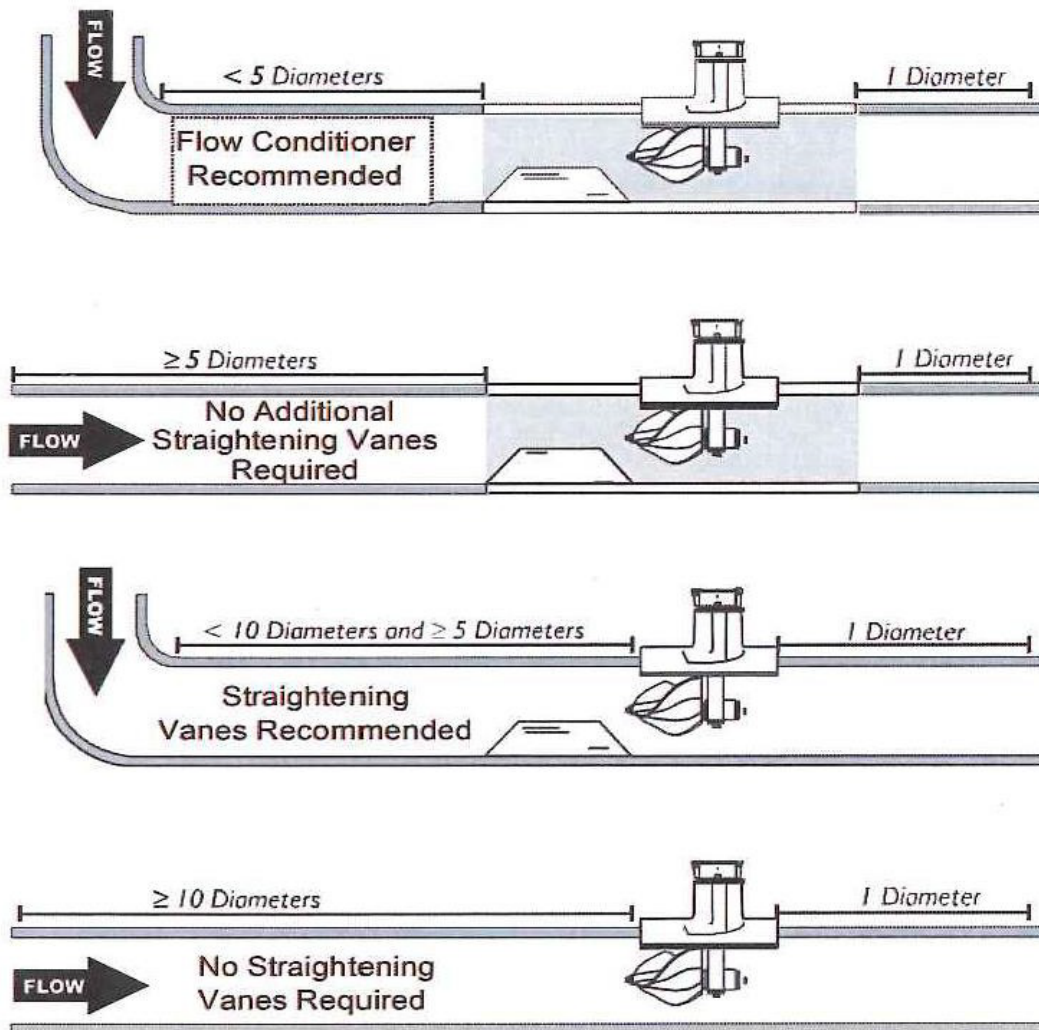 FLOW
< 5 Diameters
1 Diameter
Flow Conditioner
Recommended
≥ 5 Diameters
1 Diameter
FLOW
No Additional
Straightening Vanes
Required
FLOW
< 10 Diameters and ≥ 5 Diameters
1 Diameter
Straightening
Vanes Recommended
≥ 10 Diameters
1 Diameter
FLOW
No Straightening
Vanes Required